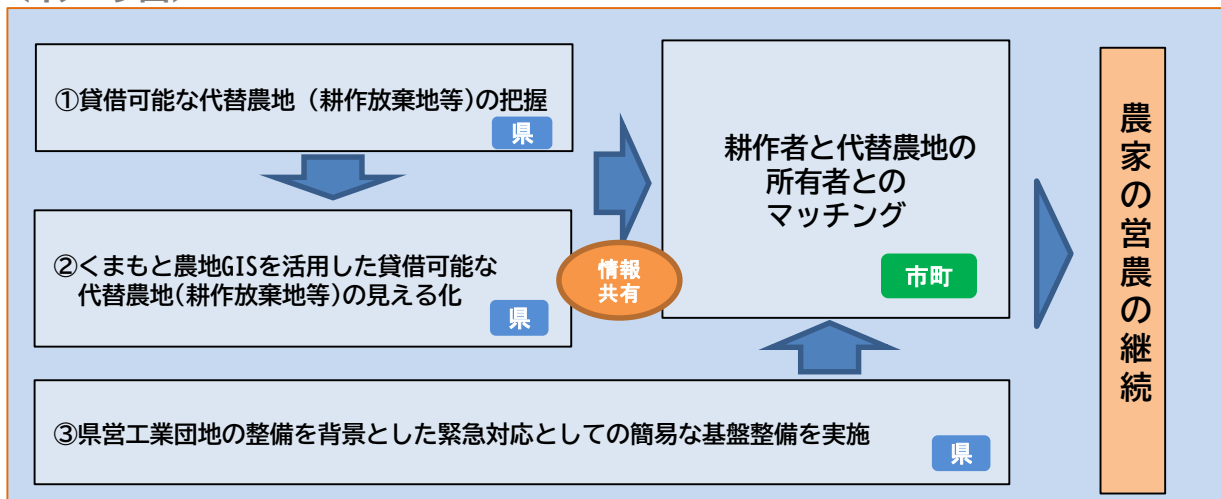 ①貸借可能な代替農地（耕作放棄地等)の把握
県
②くまもと農地GISを活用した貸借可能な
代替農地(耕作放棄地等)の見える化
県
情報
共有
耕作者と代替農地の
所有者との
マッチング
市町
③県営工業団地の整備を背景とした緊急対応としての簡易な基盤整備を実施
県
農家の営農の継続